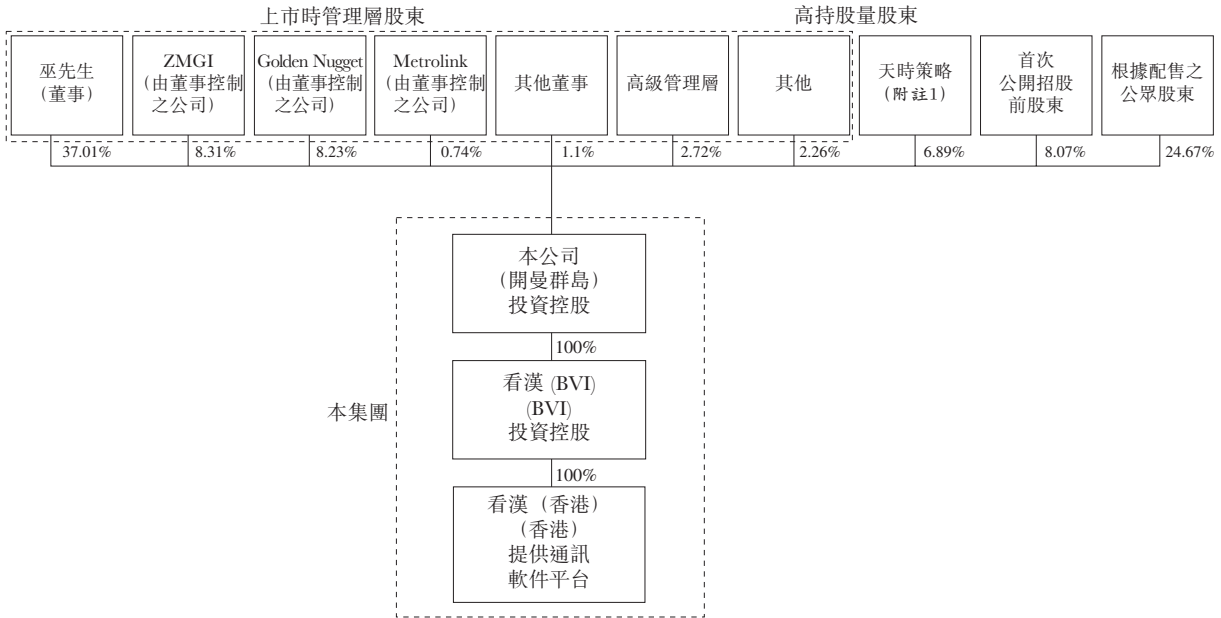 上市時管理層股東
高持股量股東
巫先生
(董事)
ZMGI
(由董事控制
之公司)
Golden Nugget
(由董事控制
之公司)
Metrolink
(由董事控制
之公司)
其他董事
高級管理層
其他
天時策略
(附註1)
首次
公開招股
前股東
根據配售之
公眾股東
37.01%
8.31%
8.23%
0.74%
1.1%
2.72%
2.26%
6.89%
8.07%
24.67%
本公司
(開曼群島)
投資控股
100%
看漢 (BVI)
(BVI)
投資控股
本集團
100%
看漢(香港)
(香港)
提供通訊
軟件平台